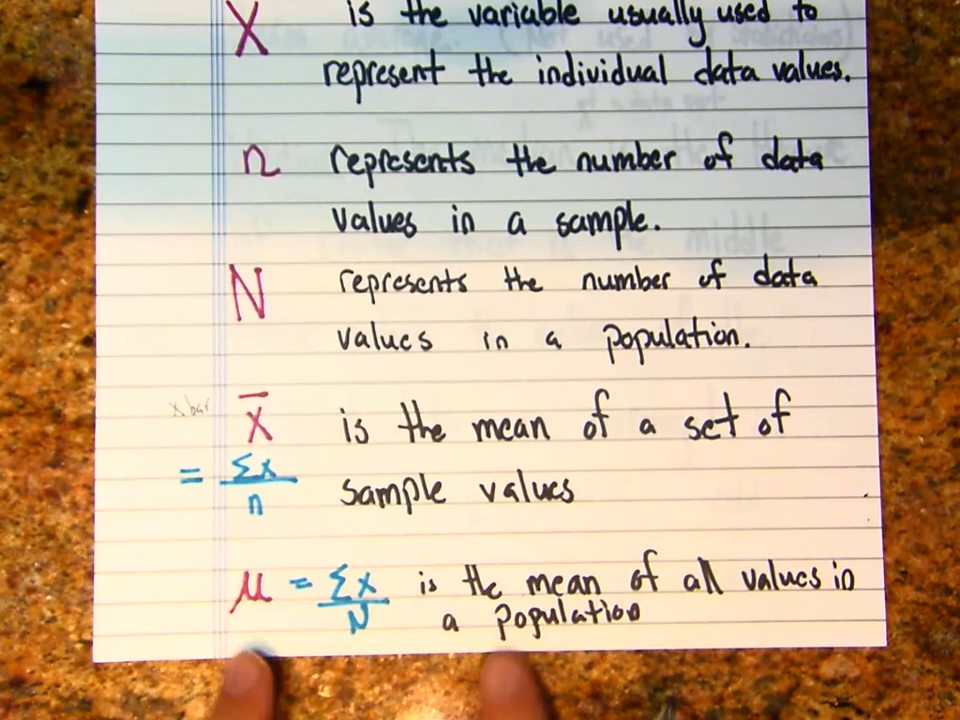 X is the variable usually used to
represent the individual data values.
n represents the number of data
values in a sample.
N represents the number of data
values in a population.
x bar x̄ is the mean of a set of
= Σx/n sample values
μ = Σx/N is the mean of all values in
a population